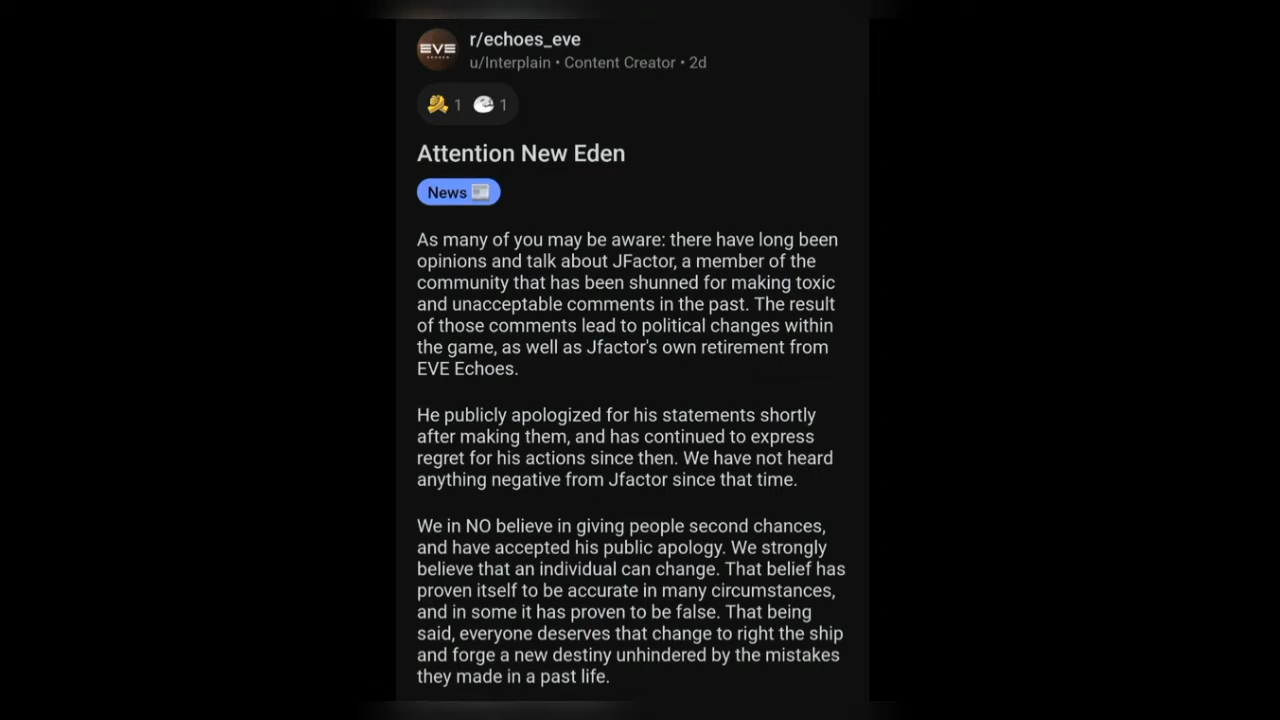 r/echoes_eve
EVE
ECHOES
u/Interplain • Content Creator • 2d
1 1
Attention New Eden
News
As many of you may be aware: there have long been
opinions and talk about JFactor, a member of the
community that has been shunned for making toxic
and unacceptable comments in the past. The result
of those comments lead to political changes within
the game, as well as Jfactor's own retirement from
EVE Echoes.
He publicly apologized for his statements shortly
after making them, and has continued to express
regret for his actions since then. We have not heard
anything negative from Jfactor since that time.
We in NO believe in giving people second chances,
and have accepted his public apology. We strongly
believe that an individual can change. That belief has
proven itself to be accurate in many circumstances,
and in some it has proven to be false. That being
said, everyone deserves that change to right the ship
and forge a new destiny unhindered by the mistakes
they made in a past life.